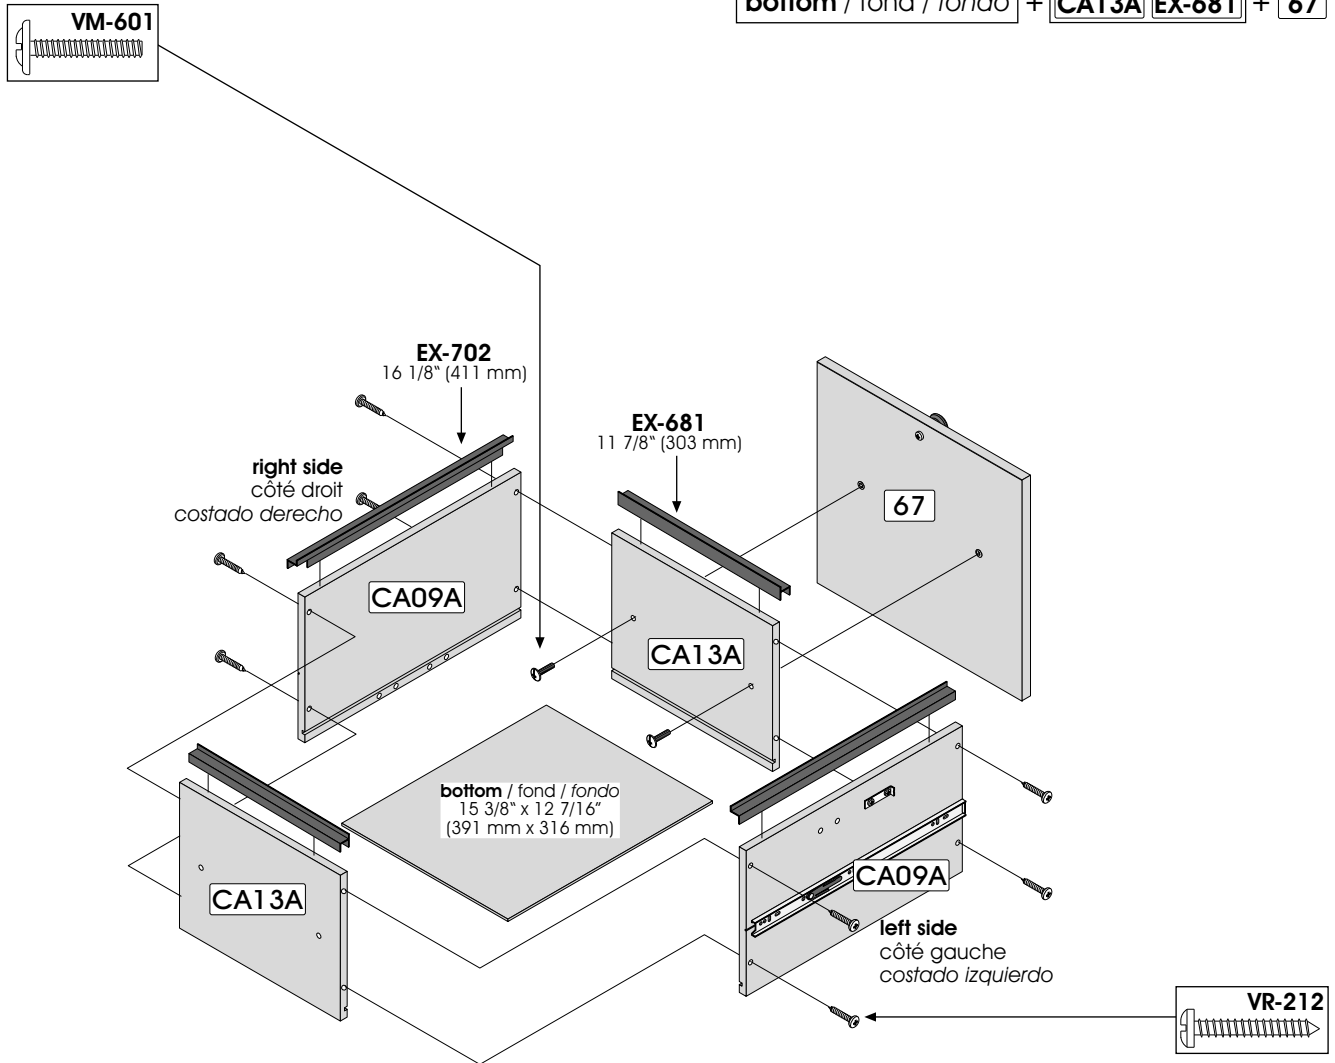 bottom / fond / fondo + CA13A EX-681 + 67
VM-601
EX-702
16 1/8“ (411 mm)
EX-681
11 7/8“ (303 mm)
right side
côté droit
costado derecho
67
CA09A
CA13A
bottom / fond / fondo
15 3/8“ x 12 7/16”
(391 mm x 316 mm)
CA09A
CA13A
left side
côté gauche
costado izquierdo
VR-212